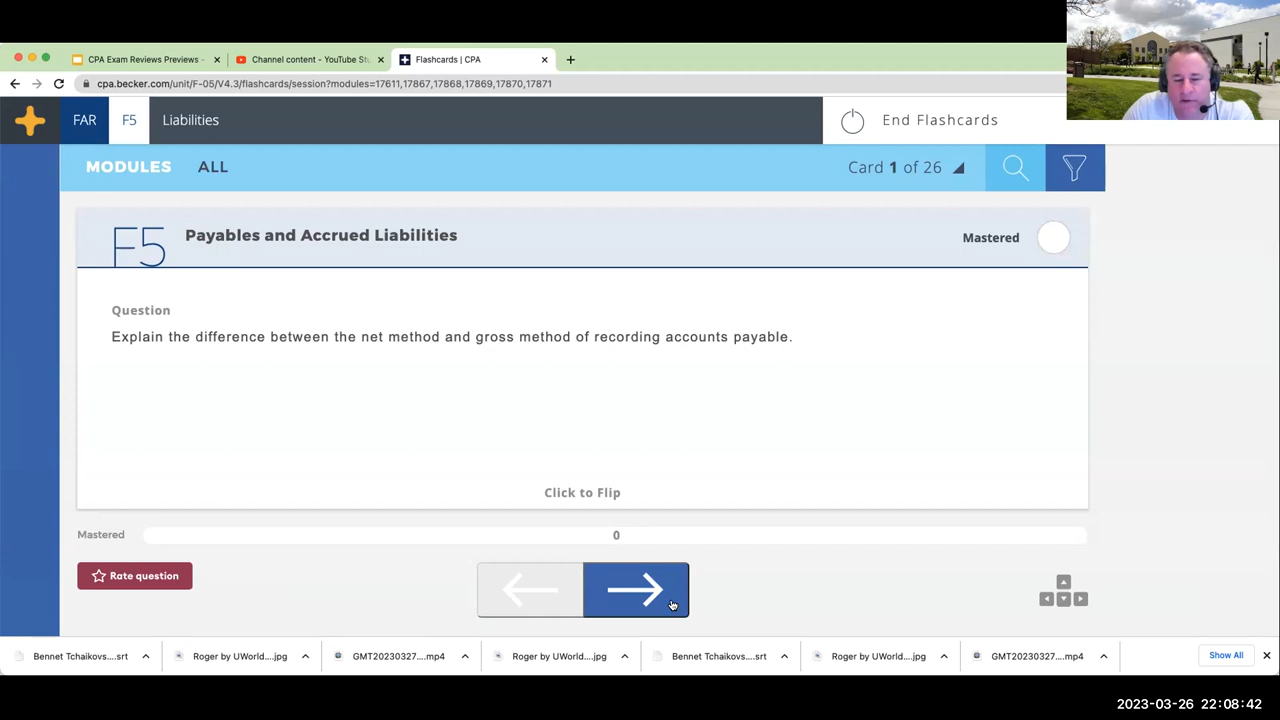 CPA Exam Reviews Previews -
Channel content - YouTube Stu
Flashcards | CPA
cpa.becker.com/unit/F-05/V4.3/flashcards/session?modules=17611,17867,17868,17869,17870,17871
FAR
F5
Liabilities
End Flashcards
MODULES
ALL
Card 1 of 26
F5
Payables and Accrued Liabilities
Mastered
Question
Explain the difference between the net method and gross method of recording accounts payable.
Click to Flip
Mastered
0
Rate question
Bennet Tchaikovs....srt
Roger by UWorld....jpg
GMT20230327....mp4
Roger by UWorld....jpg
Bennet Tchaikovs....srt
Roger by UWorld....jpg
GMT20230327....mp4
Show All
2023-03-26 22:08:42